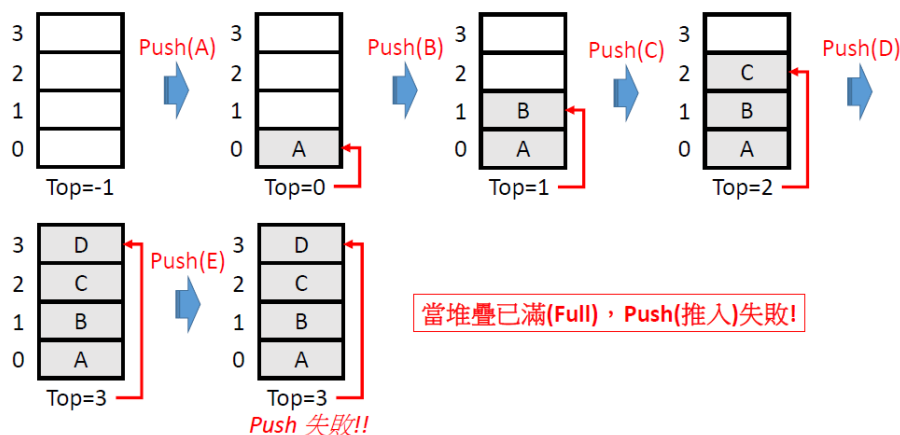 3 3 3 3
Push(A) Push(B) Push(C) Push(D)
2 2 2 2 C
1 1 1 B 1 B
0 0 A 0 A 0 A
Top=-1 Top=0 Top=1 Top=2
3 D 3 D
Push(E)
2 C 2 C
1 B 1 B
當堆疊已滿(Full)，Push(推入)失敗!
0 A 0 A
Top=3 Top=3
Push 失敗!!